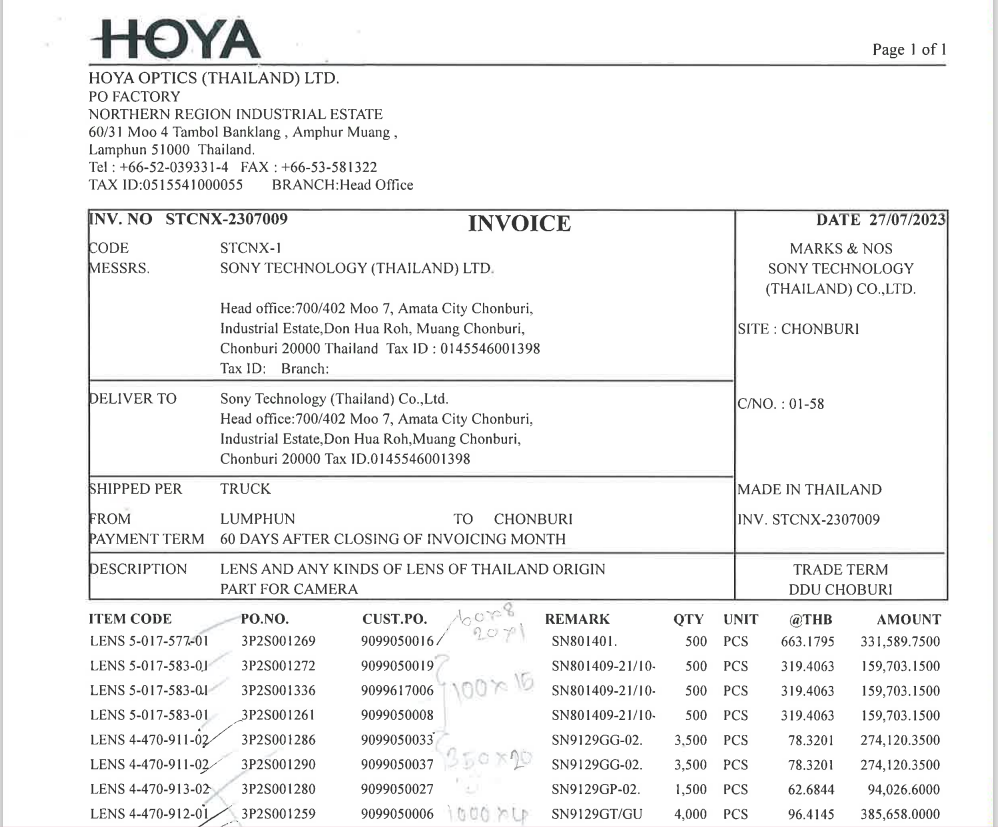 HOYA
Page 1 of 1
HOYA OPTICS (THAILAND) LTD.
PO FACTORY
NORTHERN REGION INDUSTRIAL ESTATE
60/31 Moo 4 Tambol Banklang , Amphur Muang ,
Lamphun 51000 Thailand.
Tel : +66-52-039331-4 FAX : +66-53-581322
TAX ID:0515541000055 BRANCH:Head Office
INV. NO STCNX-2307009 INVOICE DATE 27/07/2023
CODE STCNX-1 MARKS & NOS
MESSRS. SONY TECHNOLOGY (THAILAND) LTD. SONY TECHNOLOGY
(THAILAND) CO.,LTD.
Head office:700/402 Moo 7, Amata City Chonburi,
Industrial Estate,Don Hua Roh, Muang Chonburi, SITE : CHONBURI
Chonburi 20000 Thailand Tax ID : 0145546001398
Tax ID: Branch:
DELIVER TO Sony Technology (Thailand) Co.,Ltd. C/NO. : 01-58
Head office:700/402 Moo 7, Amata City Chonburi,
Industrial Estate,Don Hua Roh,Muang Chonburi,
Chonburi 20000 Tax ID.0145546001398
SHIPPED PER TRUCK MADE IN THAILAND
FROM LUMPHUN TO CHONBURI INV. STCNX-2307009
PAYMENT TERM 60 DAYS AFTER CLOSING OF INVOICING MONTH
DESCRIPTION LENS AND ANY KINDS OF LENS OF THAILAND ORIGIN TRADE TERM
PART FOR CAMERA DDU CHOBURI
ITEM CODE PO.NO. CUST.PO. 60x8 REMARK QTY UNIT @THB AMOUNT
20x1
LENS 5-017-577-01 3P2S001269 9099050016 SN801401. 500 PCS 663.1795 331,589.7500
LENS 5-017-583-01 3P2S001272 9099050019 SN801409-21/10- 500 PCS 319.4063 159,703.1500
LENS 5-017-583-01 3P2S001336 9099617006 100x15 SN801409-21/10- 500 PCS 319.4063 159,703.1500
LENS 5-017-583-01 3P2S001261 9099050008 SN801409-21/10- 500 PCS 319.4063 159,703.1500
LENS 4-470-911-02 3P2S001286 9099050033 SN9129GG-02. 3,500 PCS 78.3201 274,120.3500
LENS 4-470-911-02 3P2S001290 9099050037 350x20 SN9129GG-02. 3,500 PCS 78.3201 274,120.3500
LENS 4-470-913-02 3P2S001280 9099050027 SN9129GP-02. 1,500 PCS 62.6844 94,026.6000
LENS 4-470-912-01 3P2S001259 9099050006 1000x4 SN9129GT/GU 4,000 PCS 96.4145 385,658.0000